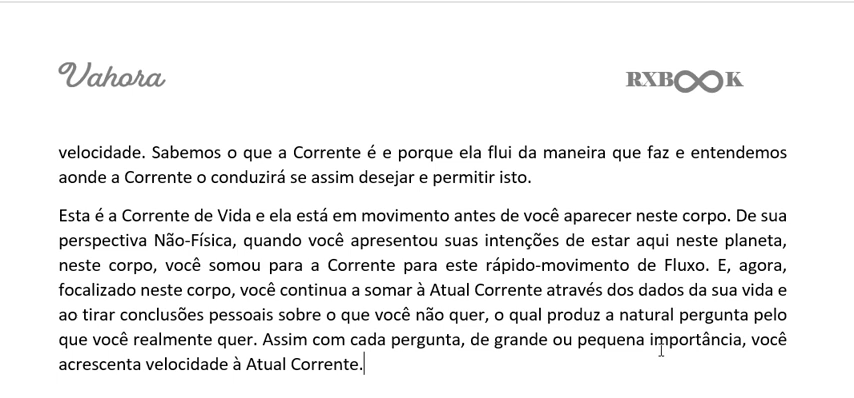 Vahora
RXBOOK
velocidade. Sabemos o que a Corrente é e porque ela flui da maneira que faz e entendemos
aonde a Corrente o conduzirá se assim desejar e permitir isto.
Esta é a Corrente de Vida e ela está em movimento antes de você aparecer neste corpo. De sua
perspectiva Não-Física, quando você apresentou suas intenções de estar aqui neste planeta,
neste corpo, você somou para a Corrente para este rápido-movimento de Fluxo. E, agora,
focalizado neste corpo, você continua a somar à Atual Corrente através dos dados da sua vida e
ao tirar conclusões pessoais sobre o que você não quer, o qual produz a natural pergunta pelo
que você realmente quer. Assim com cada pergunta, de grande ou pequena importância, você
acrescenta velocidade à Atual Corrente.